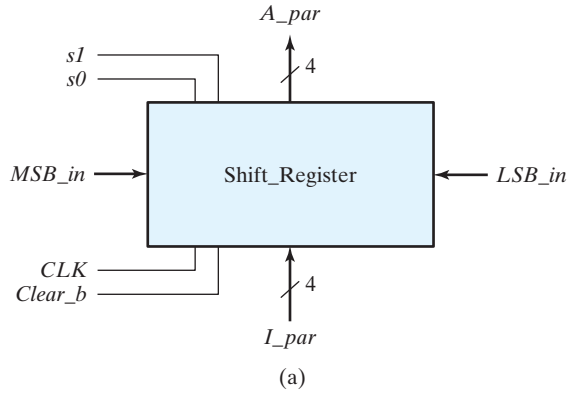 A_par
4
s1
s0
MSB_in
Shift_Register
LSB_in
CLK
Clear_b
4
I_par
(a)